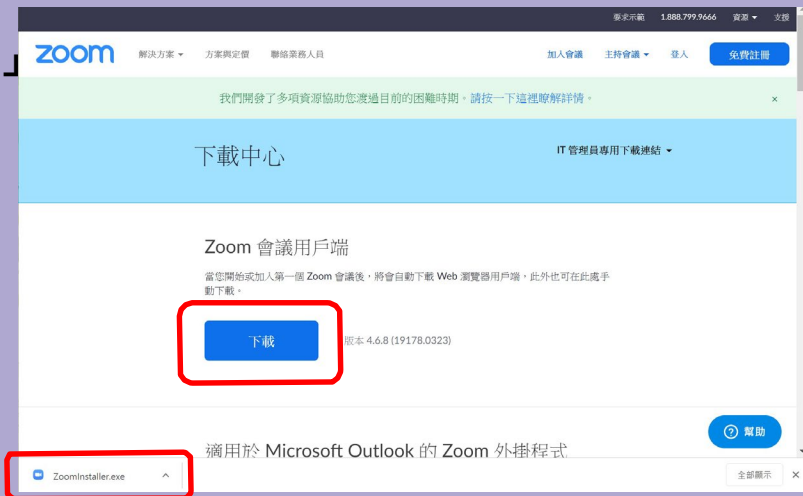 要求示範 1.888.799.9666 資源 支援
zoom 解決方案 方案與定價 聯絡業務人員 加入會議 主持會議 登入 免費註冊
我們開發了多項資源協助您渡過目前的困難時期。請按一下這裡瞭解詳情。 ×
下載中心 IT 管理員專用下載連結
Zoom 會議用戶端
當您開始或加入第一個 Zoom 會議後，將會自動下載 Web 瀏覽器用戶端，此外也可在此處手
動下載。
下載 版本 4.6.8 (19178.0323)
幫助
適用於 Microsoft Outlook 的 Zoom 外掛程式
ZoomInstaller.exe 全部顯示 ×